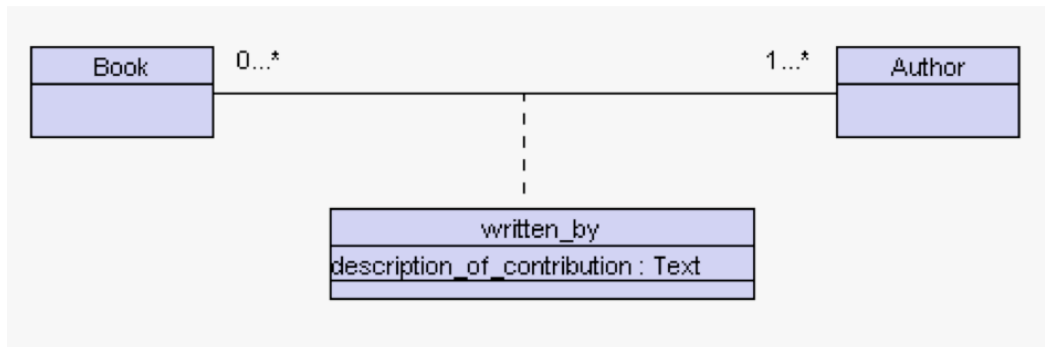 Book
0...*
1...*
Author
written_by
description_of_contribution : Text